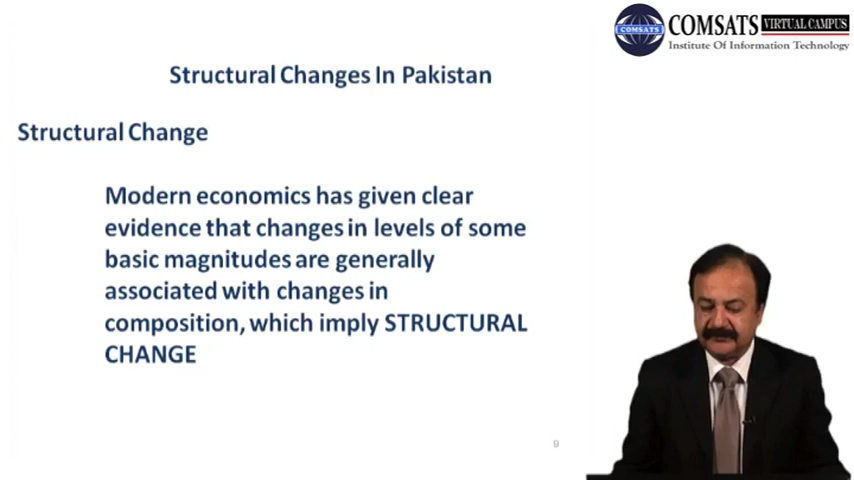 COMSATS VIRTUAL CAMPUS
COMSATS
Institute Of Information Technology
Structural Changes In Pakistan
Structural Change
Modern economics has given clear
evidence that changes in levels of some
basic magnitudes are generally
associated with changes in
composition, which imply STRUCTURAL
CHANGE
9